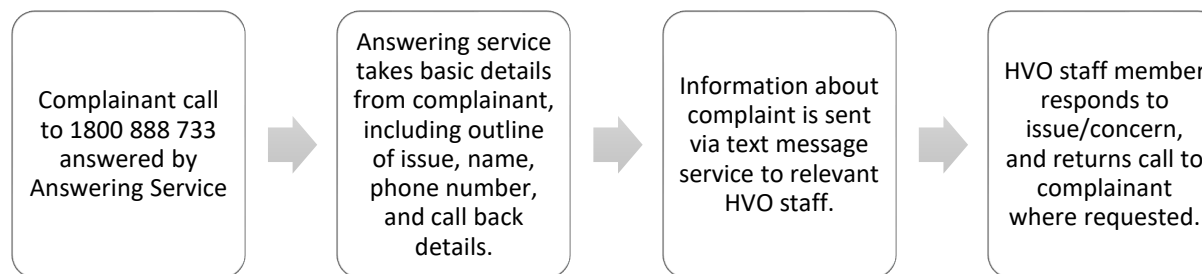 Complainant call
to 1800 888 733
answered by
Answering Service
Answering service
takes basic details
from complainant,
including outline
of issue, name,
phone number,
and call back
details.
Information about
complaint is sent
via text message
service to relevant
HVO staff.
HVO staff member
responds to
issue/concern,
and returns call to
complainant
where requested.